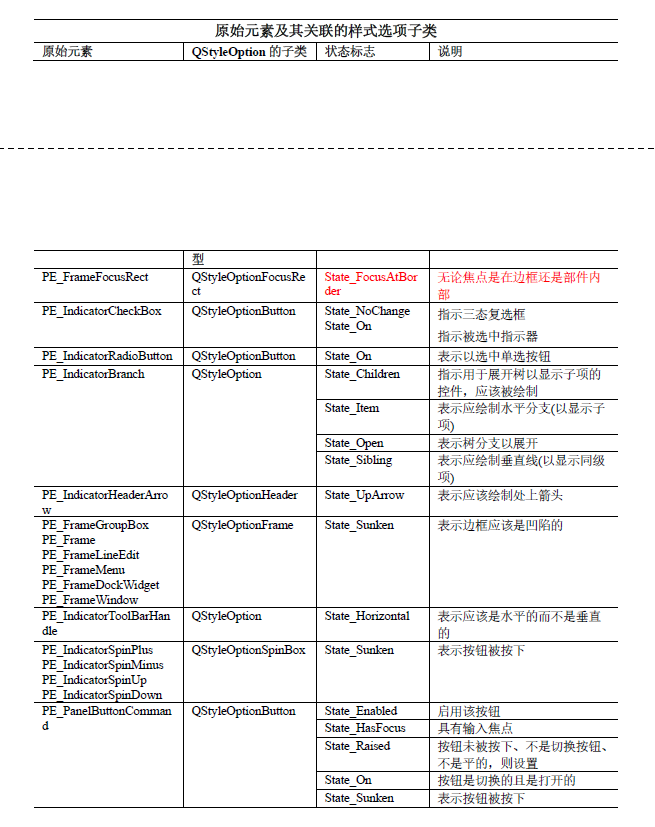 原始元素及其关联的样式选项子类
原始元素 QStyleOption 的子类 状态标志 说明
型
PE_FrameFocusRect QStyleOptionFocusRe State_FocusAtBor 无论焦点是在边框还是部件内
ct der 部
PE_IndicatorCheckBox QStyleOptionButton State_NoChange 指示三态复选框
State_On 指示被选中指示器
PE_IndicatorRadioButton QStyleOptionButton State_On 表示以选中单选按钮
PE_IndicatorBranch QStyleOption State_Children 指示用于展开树以显示子项的
控件，应该被绘制
State_Item 表示应绘制水平分支(以显示子
项)
State_Open 表示树分支以展开
State_Sibling 表示应绘制垂直线(以显示同级
项)
PE_IndicatorHeaderArro QStyleOptionHeader State_UpArrow 表示应该绘制处上箭头
w
PE_FrameGroupBox QStyleOptionFrame State_Sunken 表示边框应该是凹陷的
PE_Frame
PE_FrameLineEdit
PE_FrameMenu
PE_FrameDockWidget
PE_FrameWindow
PE_IndicatorToolBarHan QStyleOption State_Horizontal 表示应该是水平的而不是垂直
dle 的
PE_IndicatorSpinPlus QStyleOptionSpinBox State_Sunken 表示按钮被按下
PE_IndicatorSpinMinus
PE_IndicatorSpinUp
PE_IndicatorSpinDown
PE_PanelButtonComman QStyleOptionButton State_Enabled 启用该按钮
d State_HasFocus 具有输入焦点
State_Raised 按钮未被按下、不是切换按钮、
不是平的，则设置
State_On 按钮是切换的且是打开的
State_Sunken 表示按钮被按下